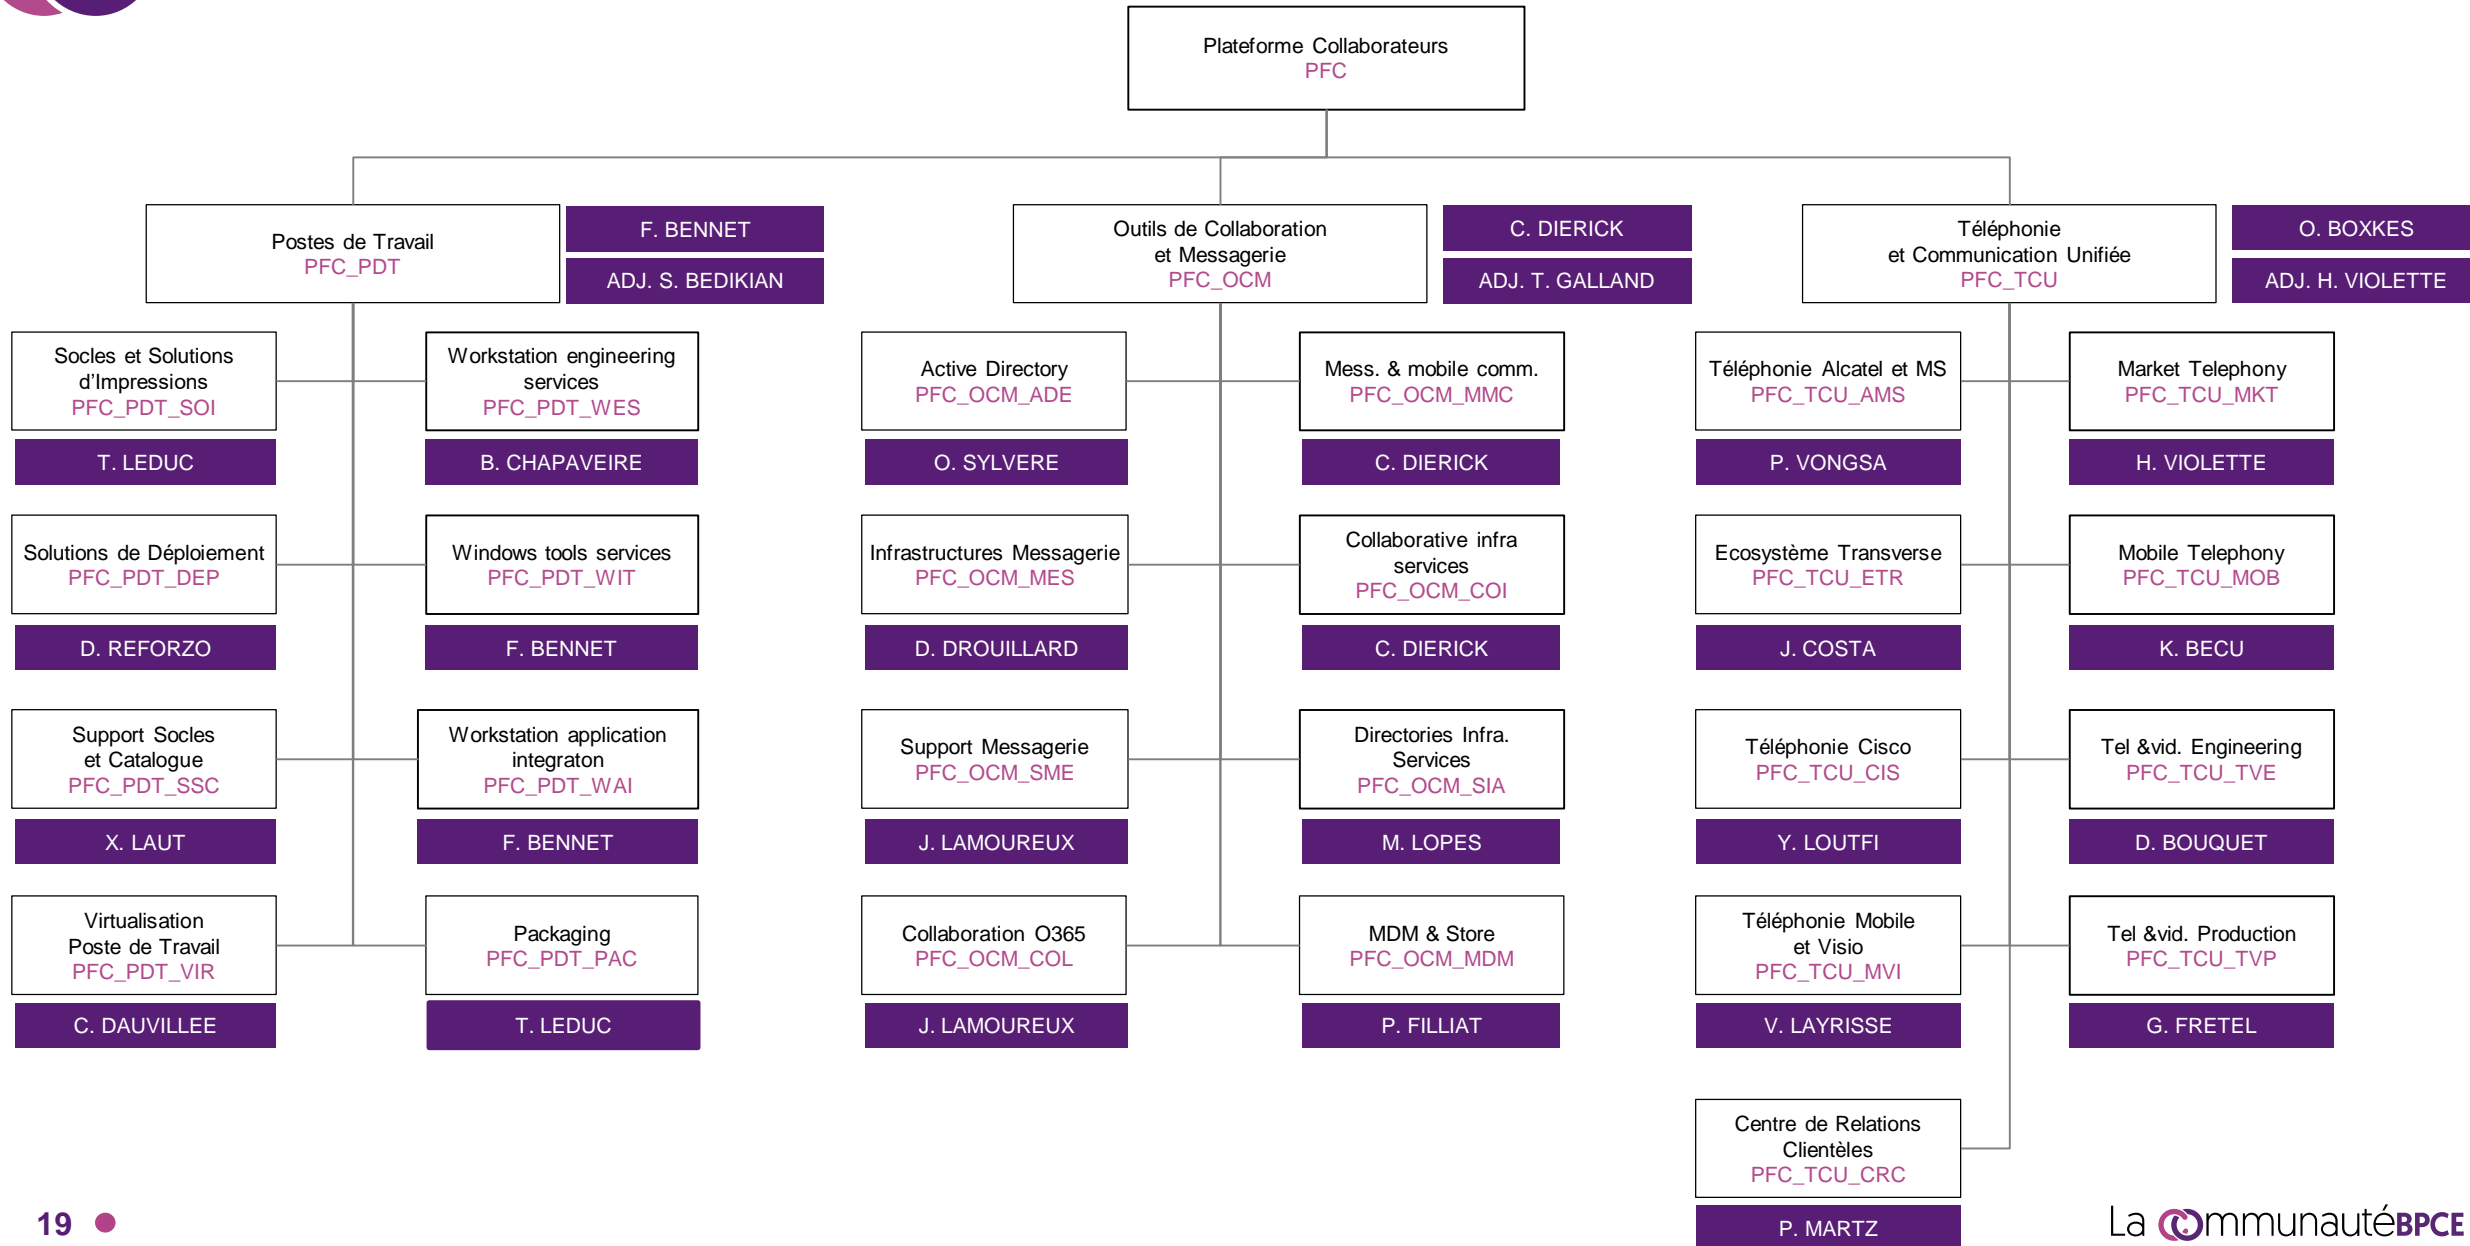 Plateforme Collaborateurs
PFC
Postes de Travail
PFC_PDT
F. BENNET
ADJ. S. BEDIKIAN
Outils de Collaboration
et Messagerie
PFC_OCM
C. DIERICK
ADJ. T. GALLAND
Téléphonie
et Communication Unifiée
PFC_TCU
O. BOXKES
ADJ. H. VIOLETTE
Socles et Solutions
d'Impressions
PFC_PDT_SOI
T. LEDUC
Workstation engineering
services
PFC_PDT_WES
B. CHAPAVEIRE
Active Directory
PFC_OCM_ADE
O. SYLVERE
Mess. & mobile comm.
PFC_OCM_MMC
C. DIERICK
Téléphonie Alcatel et MS
PFC_TCU_AMS
P. VONGSA
Market Telephony
PFC_TCU_MKT
H. VIOLETTE
Solutions de Déploiement
PFC_PDT_DEP
D. REFORZO
Windows tools services
PFC_PDT_WIT
F. BENNET
Infrastructures Messagerie
PFC_OCM_MES
D. DROUILLARD
Collaborative infra
services
PFC_OCM_COI
C. DIERICK
Ecosystème Transverse
PFC_TCU_ETR
J. COSTA
Mobile Telephony
PFC_TCU_MOB
K. BECU
Support Socles
et Catalogue
PFC_PDT_SSC
X. LAUT
Workstation application
integraton
PFC_PDT_WAI
F. BENNET
Support Messagerie
PFC_OCM_SME
J. LAMOUREUX
Directories Infra.
Services
PFC_OCM_SIA
M. LOPES
Téléphonie Cisco
PFC_TCU_CIS
Y. LOUTFI
Tel &vid. Engineering
PFC_TCU_TVE
D. BOUQUET
Virtualisation
Poste de Travail
PFC_PDT_VIR
C. DAUVILLEE
Packaging
PFC_PDT_PAC
T. LEDUC
Collaboration O365
PFC_OCM_COL
J. LAMOUREUX
MDM & Store
PFC_OCM_MDM
P. FILLIAT
Téléphonie Mobile
et Visio
PFC_TCU_MVI
V. LAYRISSE
Tel &vid. Production
PFC_TCU_TVP
G. FRETEL
Centre de Relations
Clientèles
PFC_TCU_CRC
P. MARTZ
19
La CommunautéBPCE